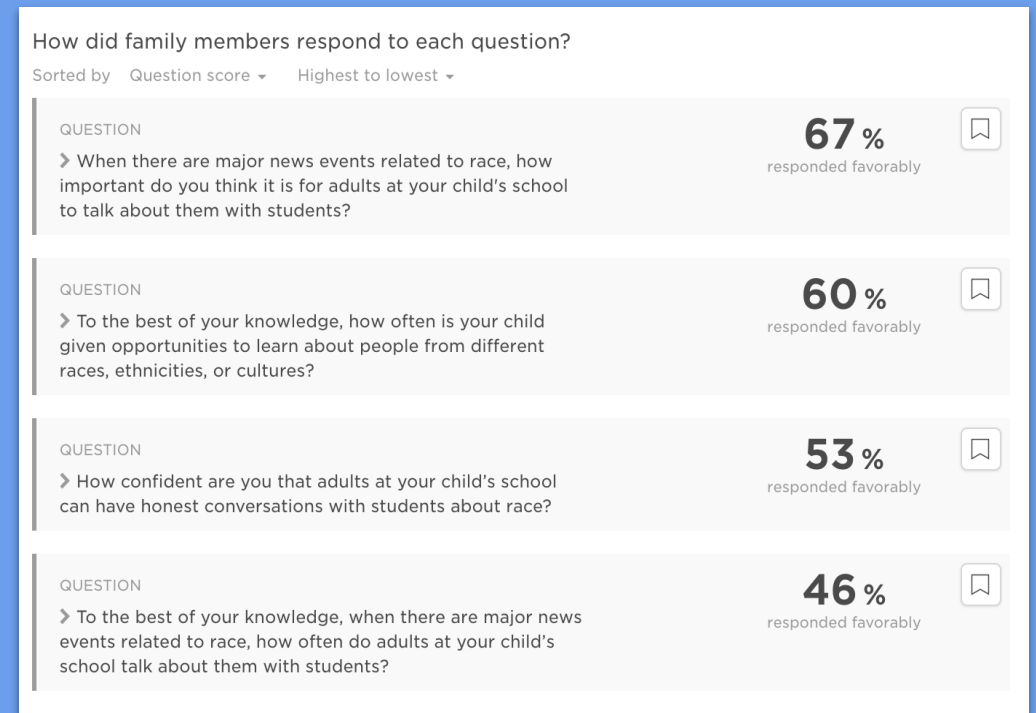 How did family members respond to each question?
Sorted by Question score Highest to lowest
QUESTION
When there are major news events related to race, how
important do you think it is for adults at your child's school
to talk about them with students?
67 %
responded favorably
QUESTION
To the best of your knowledge, how often is your child
given opportunities to learn about people from different
races, ethnicities, or cultures?
60 %
responded favorably
QUESTION
How confident are you that adults at your child’s school
can have honest conversations with students about race?
53 %
responded favorably
QUESTION
To the best of your knowledge, when there are major news
events related to race, how often do adults at your child’s
school talk about them with students?
46 %
responded favorably